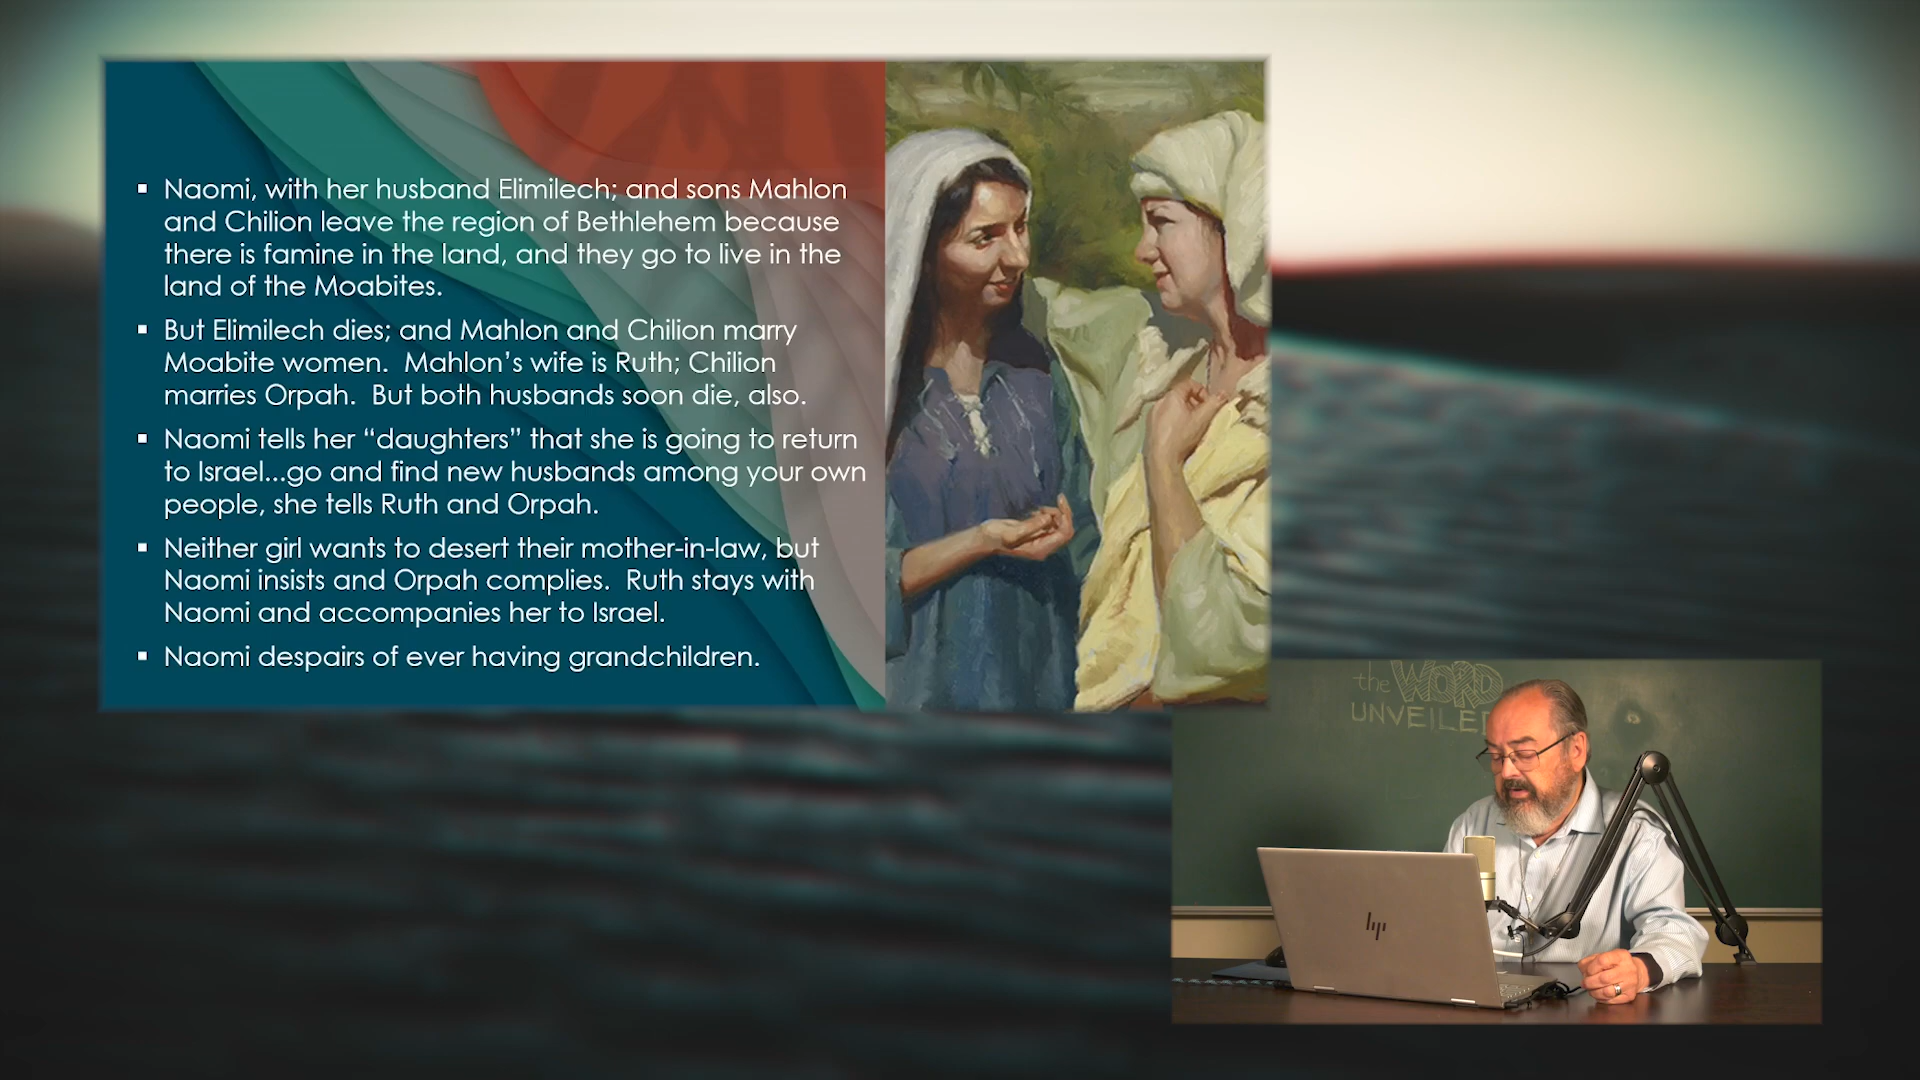 ▪ Naomi, with her husband Elimilech; and sons Mahlon
and Chilion leave the region of Bethlehem because
there is famine in the land, and they go to live in the
land of the Moabites.
▪ But Elimilech dies; and Mahlon and Chilion marry
Moabite women.  Mahlon’s wife is Ruth; Chilion
marries Orpah.  But both husbands soon die, also.
▪ Naomi tells her “daughters” that she is going to return
to Israel...go and find new husbands among your own
people, she tells Ruth and Orpah.
▪ Neither girl wants to desert their mother-in-law, but
Naomi insists and Orpah complies.  Ruth stays with
Naomi and accompanies her to Israel.
▪ Naomi despairs of ever having grandchildren.
the WORD
UNVEILED
hp